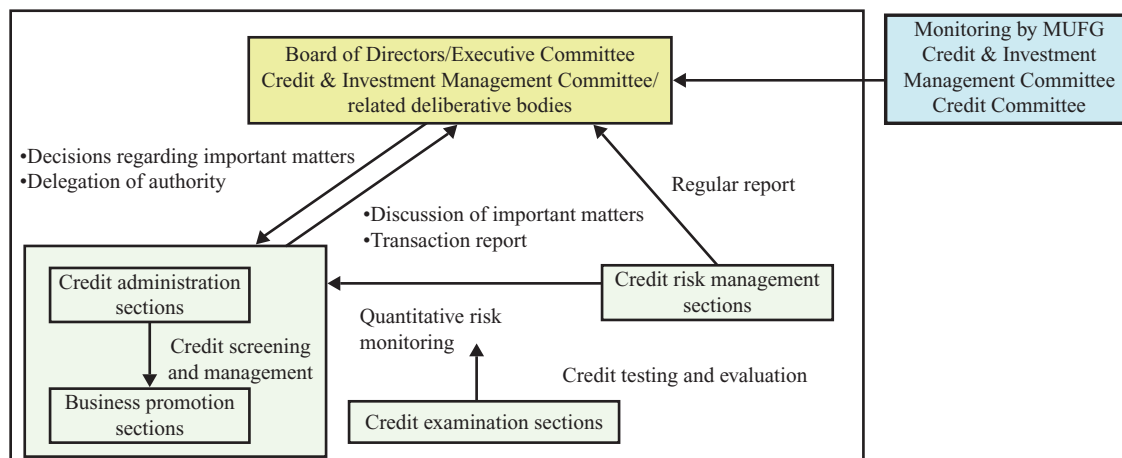 Board of Directors/Executive Committee
Credit & Investment Management Committee/
related deliberative bodies
Monitoring by MUFG
Credit & Investment
Management Committee
Credit Committee
•Decisions regarding important matters
•Delegation of authority
Regular report
•Discussion of important matters
•Transaction report
Credit administration
sections
Credit risk management
sections
Quantitative risk
monitoring
Credit screening
and management
Credit testing and evaluation
Business promotion
sections
Credit examination sections